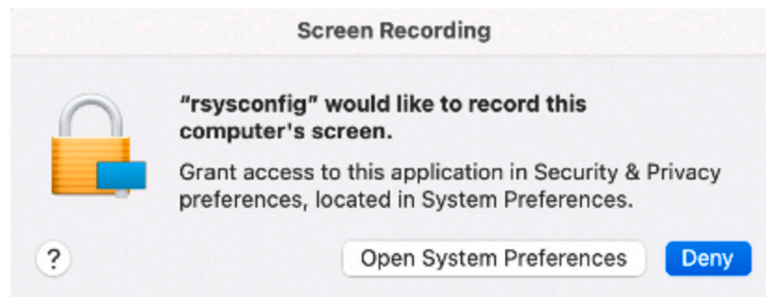 Screen Recording
“rsysconfig” would like to record this
computer's screen.
Grant access to this application in Security & Privacy
preferences, located in System Preferences.
?
Open System Preferences
Deny